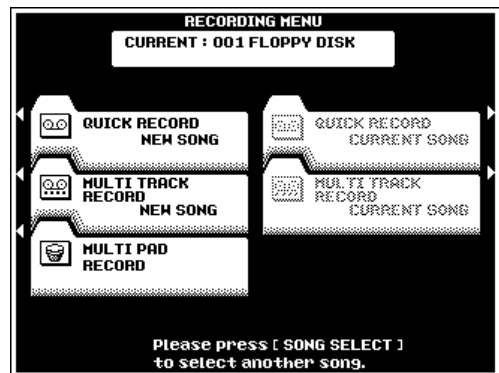 RECORDING MENU
CURRENT : 001 FLOPPY DISK
QUICK RECORD
NEW SONG
QUICK RECORD
CURRENT SONG
MULTI TRACK
RECORD
NEW SONG
MULTI TRACK
RECORD
CURRENT SONG
MULTI PAD
RECORD
Please press [ SONG SELECT ]
to select another song.